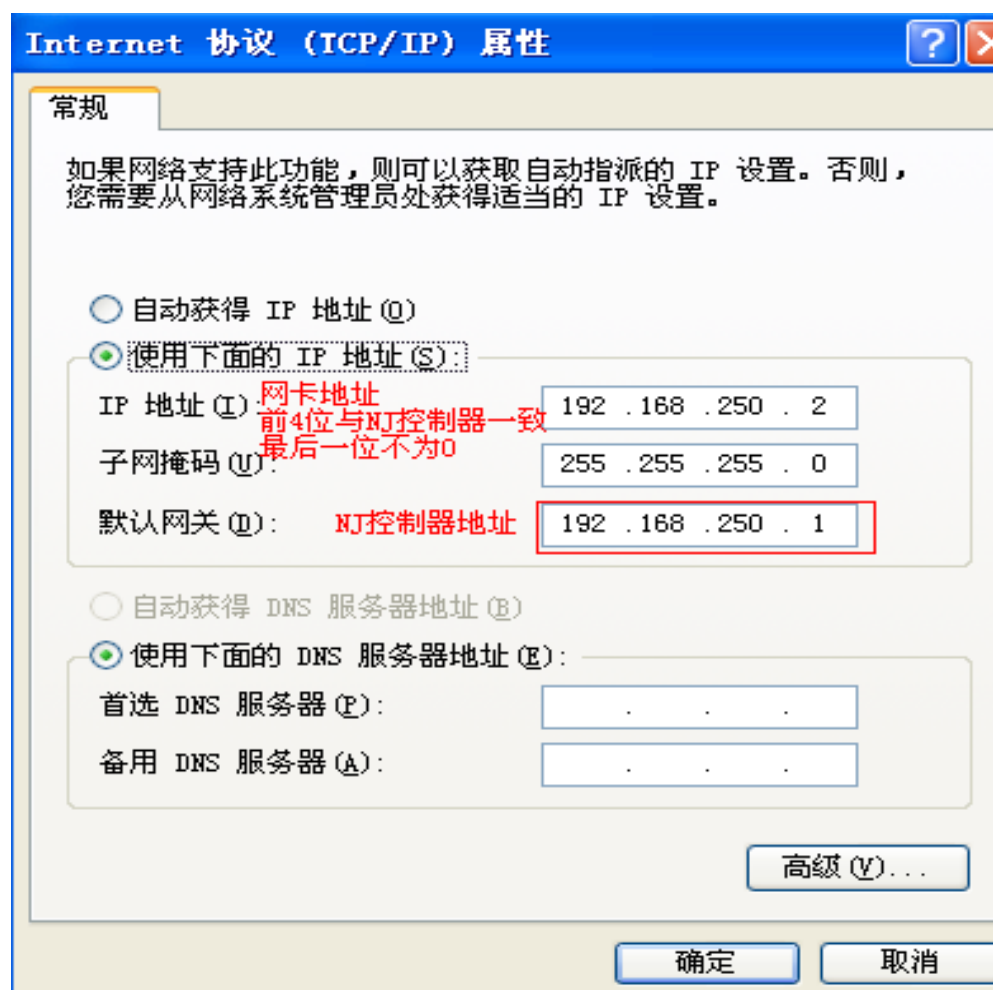 Internet 协议 (TCP/IP) 属性
常规
如果网络支持此功能，则可以获取自动指派的 IP 设置。否则，
您需要从网络系统管理员处获得适当的 IP 设置。
自动获得 IP 地址(O)
使用下面的 IP 地址(S):
IP 地址(I): 192 .168 .250 . 2
网卡地址
前4位与NJ控制器一致
最后一位不为0
子网掩码(U): 255 .255 .255 . 0
默认网关(D): NJ控制器地址 192 .168 .250 . 1
自动获得 DNS 服务器地址(B)
使用下面的 DNS 服务器地址(E):
首选 DNS 服务器(P): . . .
备用 DNS 服务器(A): . . .
高级(V)...
确定 取消